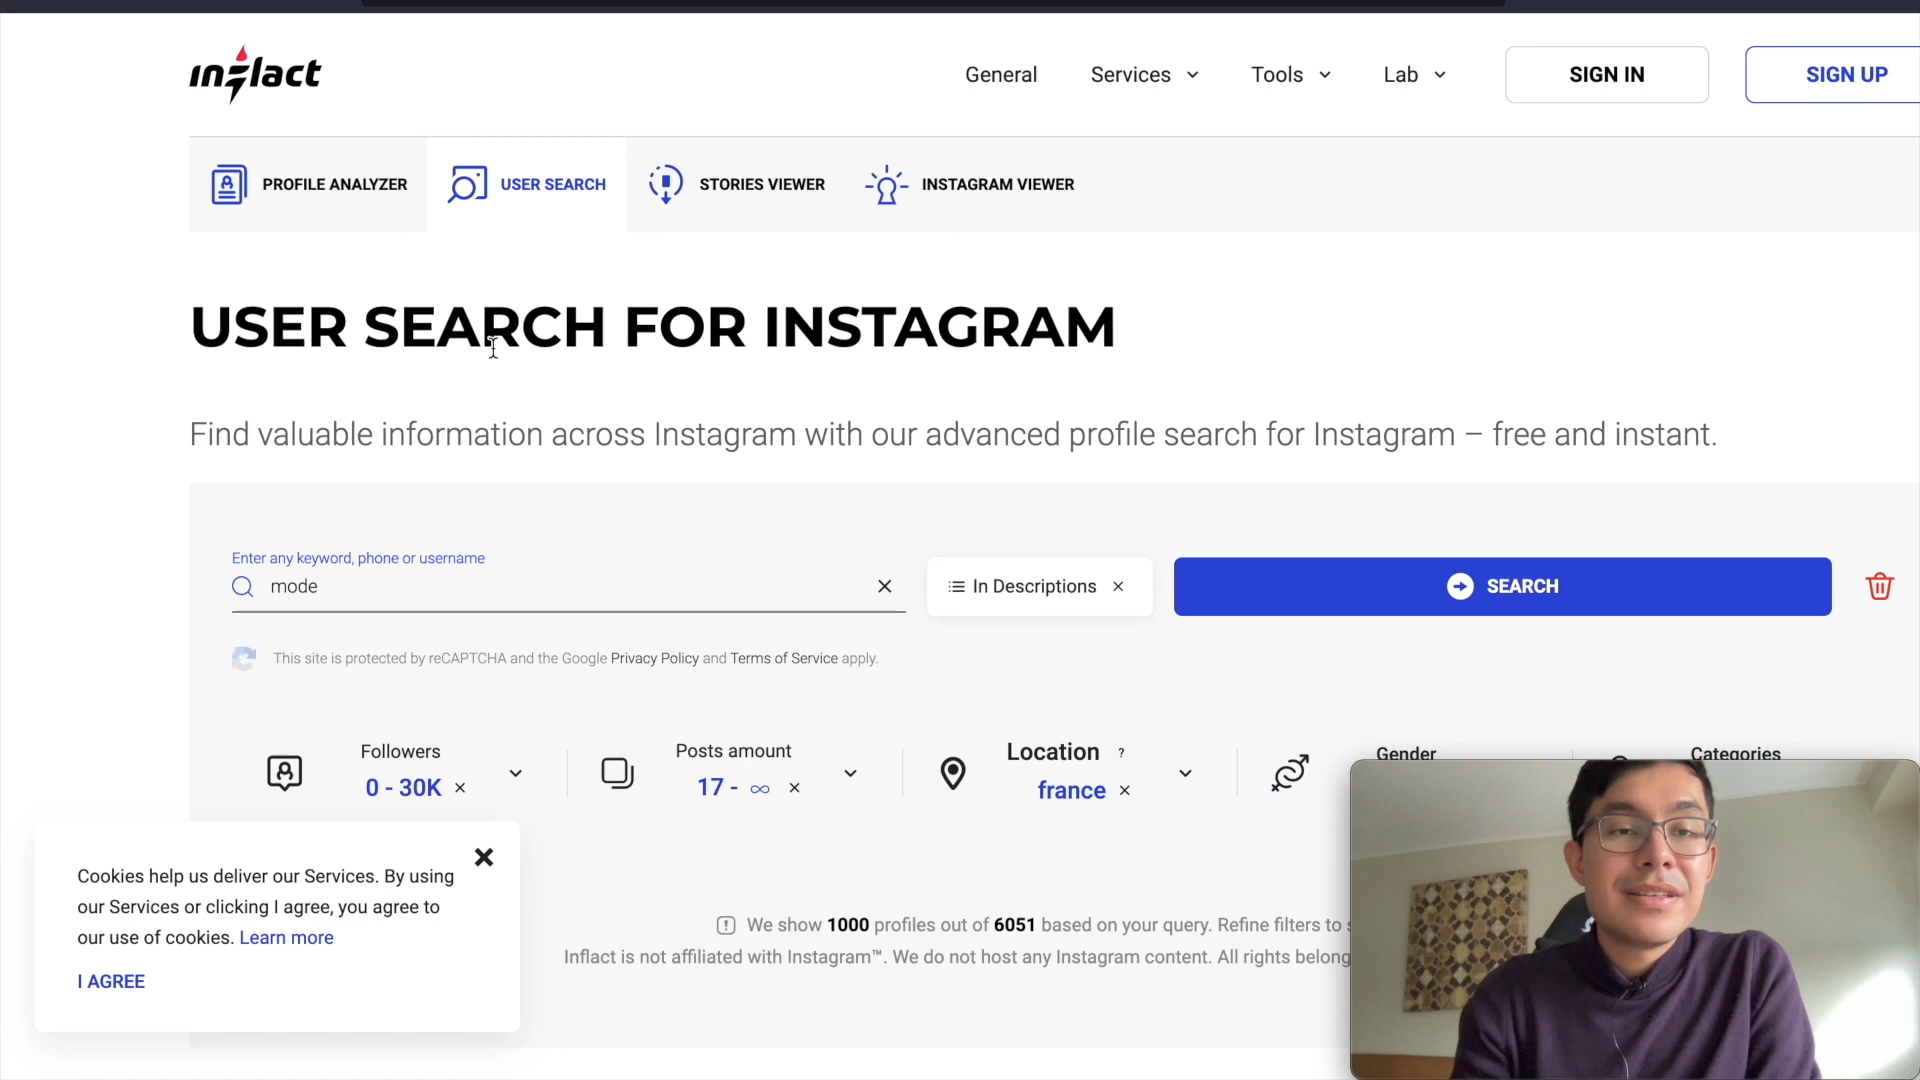 inflact
General
Services
Tools
Lab
SIGN IN
SIGN UP
PROFILE ANALYZER
USER SEARCH
STORIES VIEWER
INSTAGRAM VIEWER
USER SEARCH FOR INSTAGRAM
Find valuable information across Instagram with our advanced profile search for Instagram – free and instant.
Enter any keyword, phone or username
mode
In Descriptions
SEARCH
This site is protected by reCAPTCHA and the Google Privacy Policy and Terms of Service apply.
Followers
0 - 30K
Posts amount
17 - ∞
Location ?
france
Gender
Categories
Cookies help us deliver our Services. By using
our Services or clicking I agree, you agree to
our use of cookies. Learn more
I AGREE
We show 1000 profiles out of 6051 based on your query. Refine filters to
Inflact is not affiliated with Instagram™. We do not host any Instagram content. All rights belong